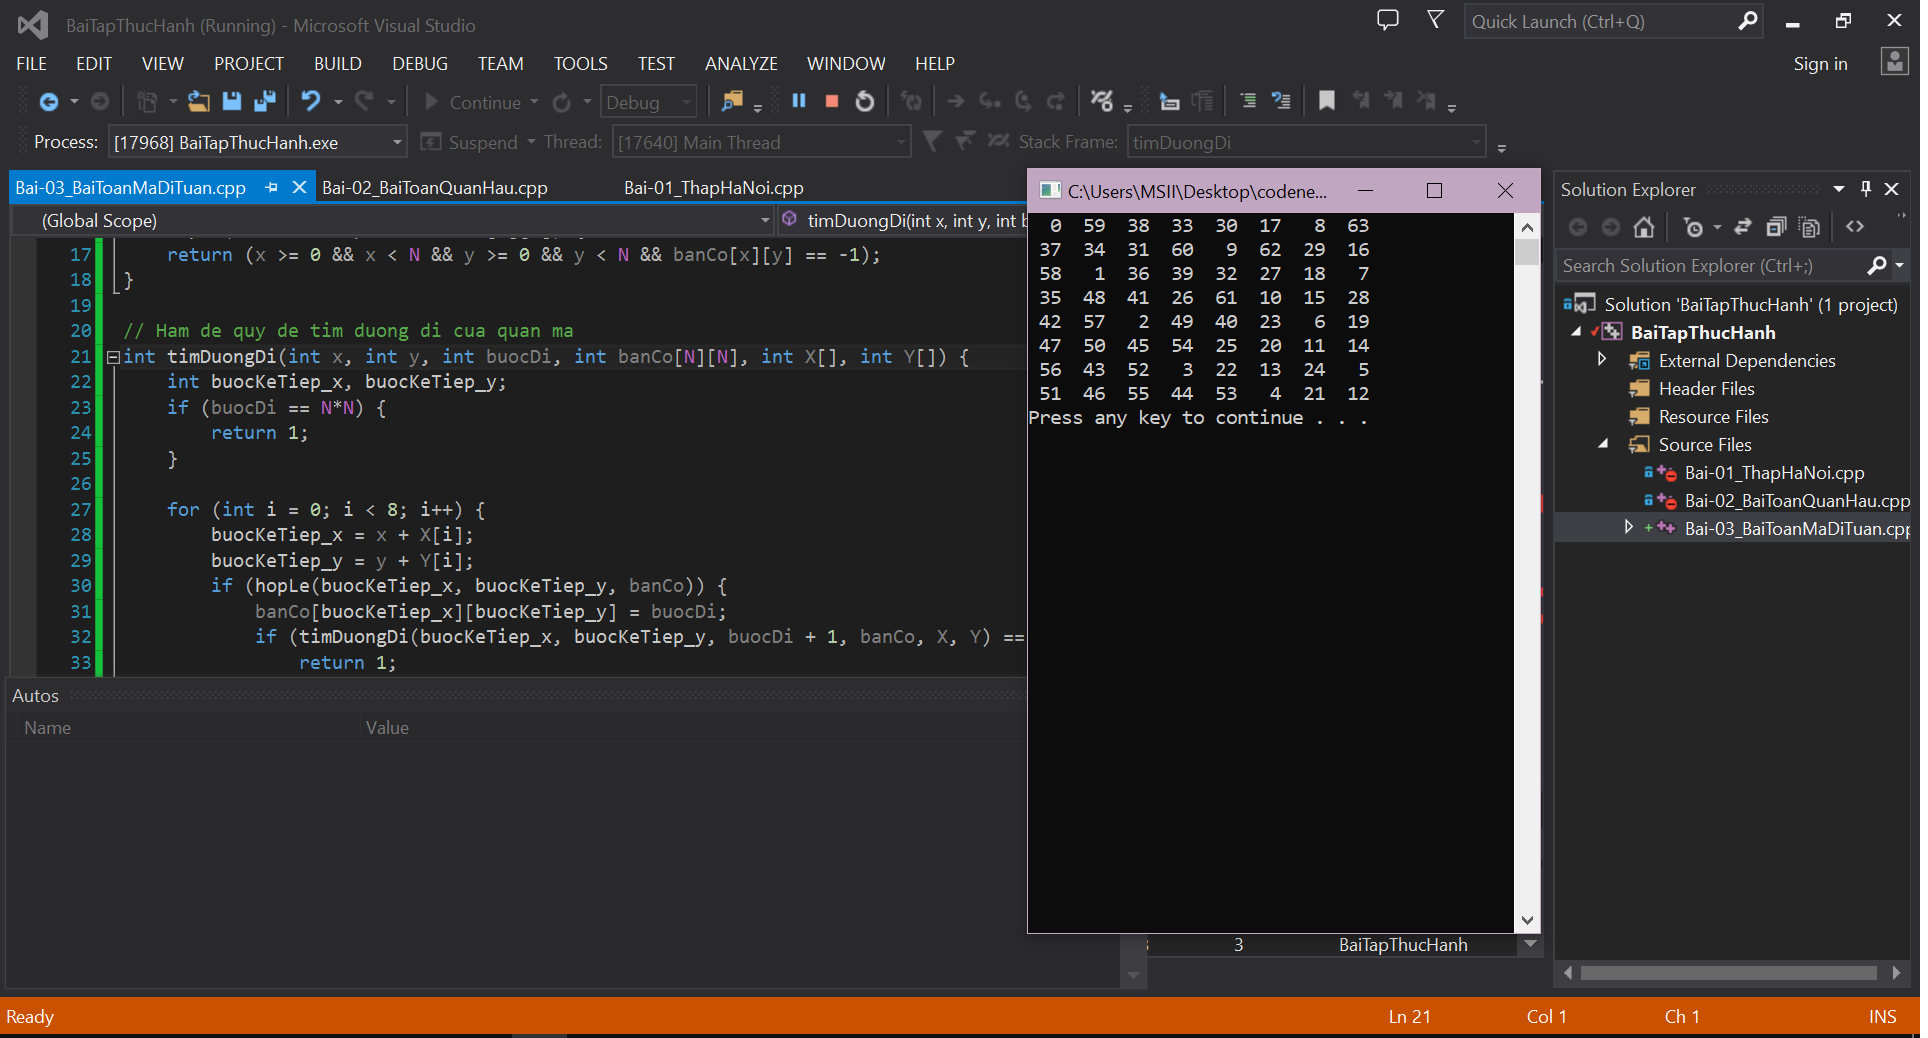 BaiTapThucHanh (Running) - Microsoft Visual Studio
Quick Launch (Ctrl+Q)
FILE EDIT VIEW PROJECT BUILD DEBUG TEAM TOOLS TEST ANALYZE WINDOW HELP
Sign in
Continue
Debug
Process: [17968] BaiTapThucHanh.exe Suspend Thread: [17640] Main Thread Stack Frame: timDuongDi
Bai-03_BaiToanMaDiTuan.cpp Bai-02_BaiToanQuanHau.cpp Bai-01_ThapHaNoi.cpp
(Global Scope) timDuongDi(int x, int y, int b
17 return (x >= 0 && x < N && y >= 0 && y < N && banCo[x][y] == -1);
18 }
19
20 // Ham de quy de tim duong di cua quan ma
21 int timDuongDi(int x, int y, int buocDi, int banCo[N][N], int X[], int Y[]) {
22 int buocKeTiep_x, buocKeTiep_y;
23 if (buocDi == N*N) {
24 return 1;
25 }
26
27 for (int i = 0; i < 8; i++) {
28 buocKeTiep_x = x + X[i];
29 buocKeTiep_y = y + Y[i];
30 if (hopLe(buocKeTiep_x, buocKeTiep_y, banCo)) {
31 banCo[buocKeTiep_x][buocKeTiep_y] = buocDi;
32 if (timDuongDi(buocKeTiep_x, buocKeTiep_y, buocDi + 1, banCo, X, Y) ==
33 return 1;
C:\Users\MSII\Desktop\codene...
0 59 38 33 30 17 8 63
37 34 31 60 9 62 29 16
58 1 36 39 32 27 18 7
35 48 41 26 61 10 15 28
42 57 2 49 40 23 6 19
47 50 45 54 25 20 11 14
56 43 52 3 22 13 24 5
51 46 55 44 53 4 21 12
Press any key to continue . . .
Autos
Name Value
3 BaiTapThucHanh
Solution Explorer
Search Solution Explorer (Ctrl+;)
Solution 'BaiTapThucHanh' (1 project)
BaiTapThucHanh
External Dependencies
Header Files
Resource Files
Source Files
Bai-01_ThapHaNoi.cpp
Bai-02_BaiToanQuanHau.cpp
Bai-03_BaiToanMaDiTuan.cpp
Ready Ln 21 Col 1 Ch 1 INS